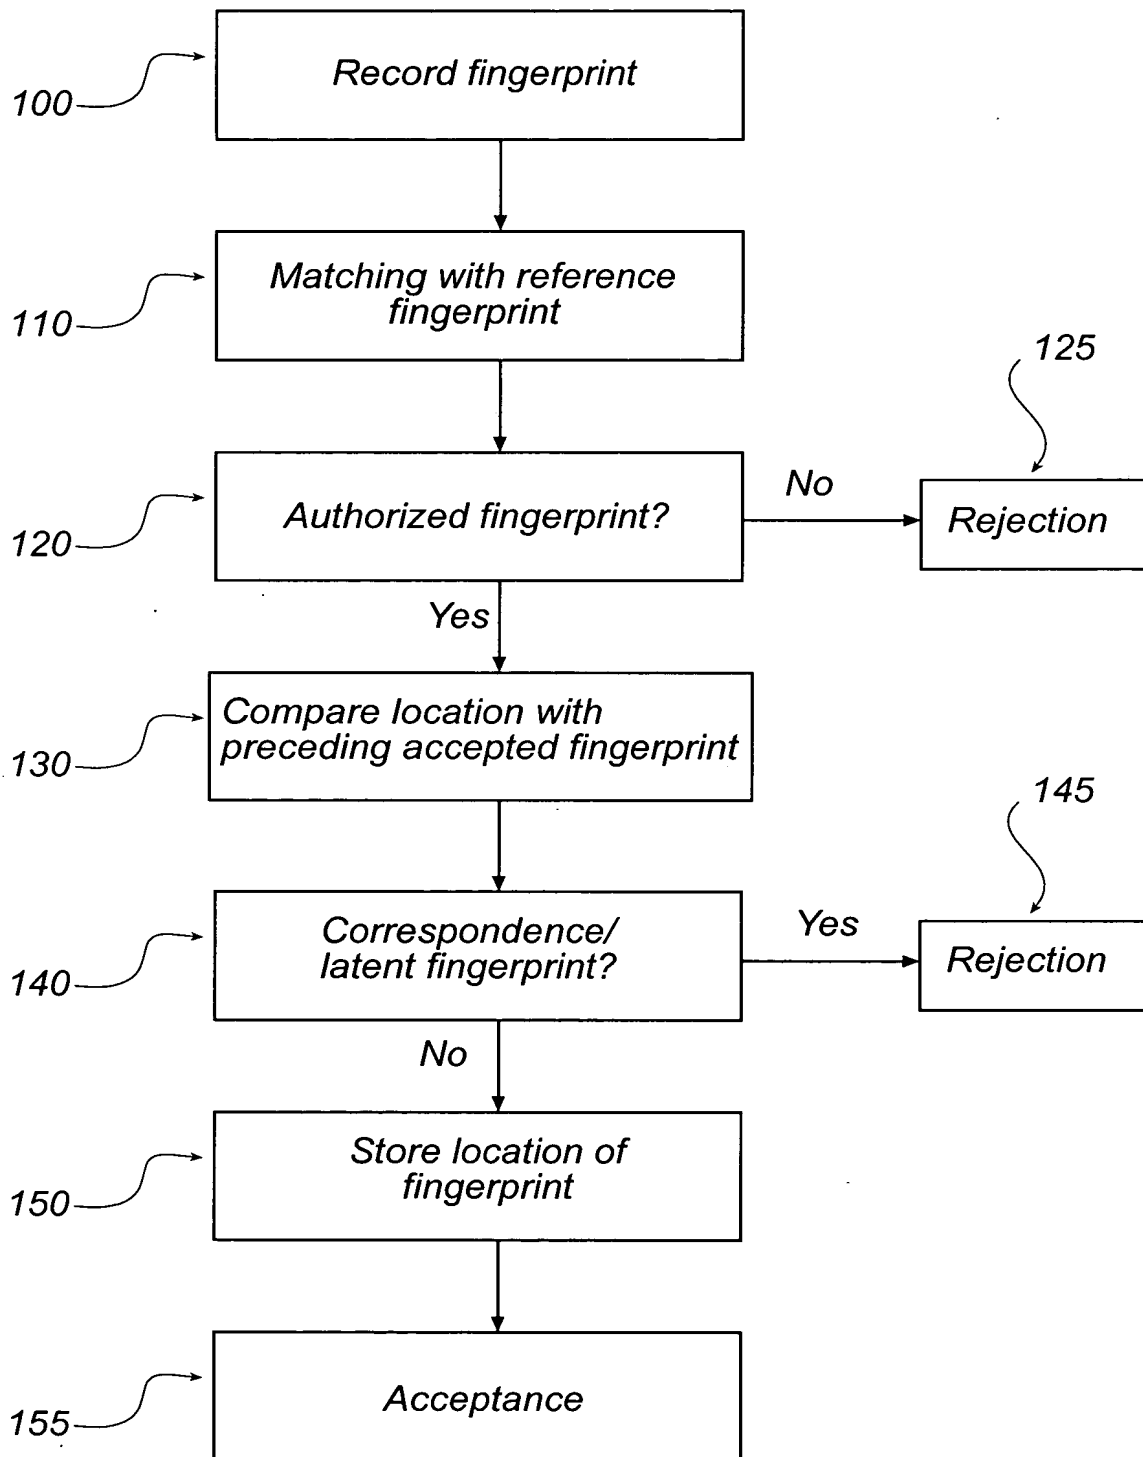 Record fingerprint
100
Matching with reference
fingerprint
110
125
Authorized fingerprint?
No
Rejection
120
Yes
Compare location with
preceding accepted fingerprint
130
145
Correspondence/
latent fingerprint?
Yes
Rejection
140
No
Store location of
fingerprint
150
Acceptance
155